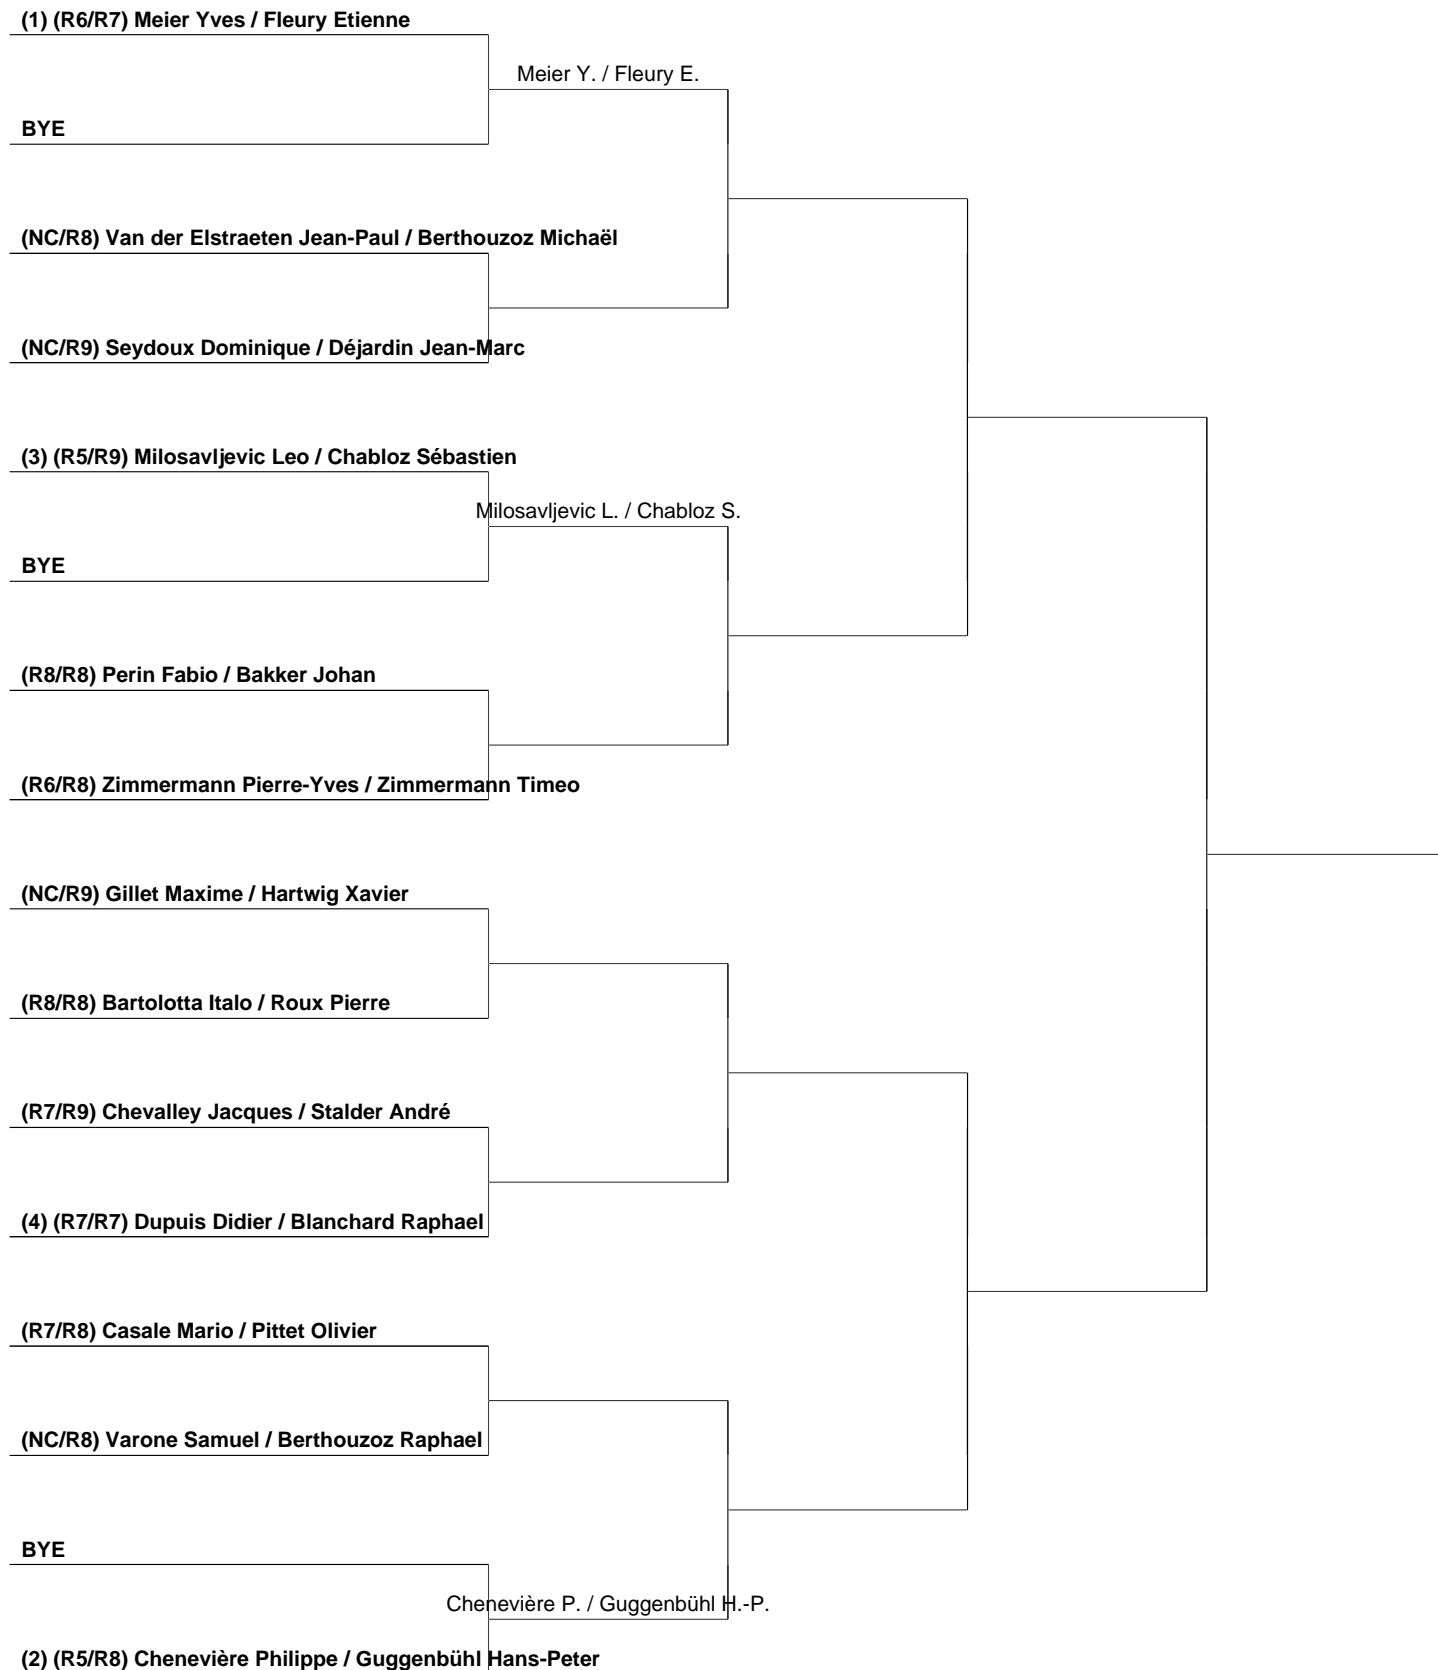 (1) (R6/R7) Meier Yves / Fleury Etienne
Meier Y. / Fleury E.
BYE
(NC/R8) Van der Elstraeten Jean-Paul / Berthouzoz Michaël
(NC/R9) Seydoux Dominique / Déjardin Jean-Marc
(3) (R5/R9) Milosavljevic Leo / Chabloz Sébastien
Milosavljevic L. / Chabloz S.
BYE
(R8/R8) Perin Fabio / Bakker Johan
(R6/R8) Zimmermann Pierre-Yves / Zimmermann Timeo
(NC/R9) Gillet Maxime / Hartwig Xavier
(R8/R8) Bartolotta Italo / Roux Pierre
(R7/R9) Chevalley Jacques / Stalder André
(4) (R7/R7) Dupuis Didier / Blanchard Raphael
(R7/R8) Casale Mario / Pittet Olivier
(NC/R8) Varone Samuel / Berthouzoz Raphael
BYE
Chenevière P. / Guggenbühl H.-P.
(2) (R5/R8) Chenevière Philippe / Guggenbühl Hans-Peter